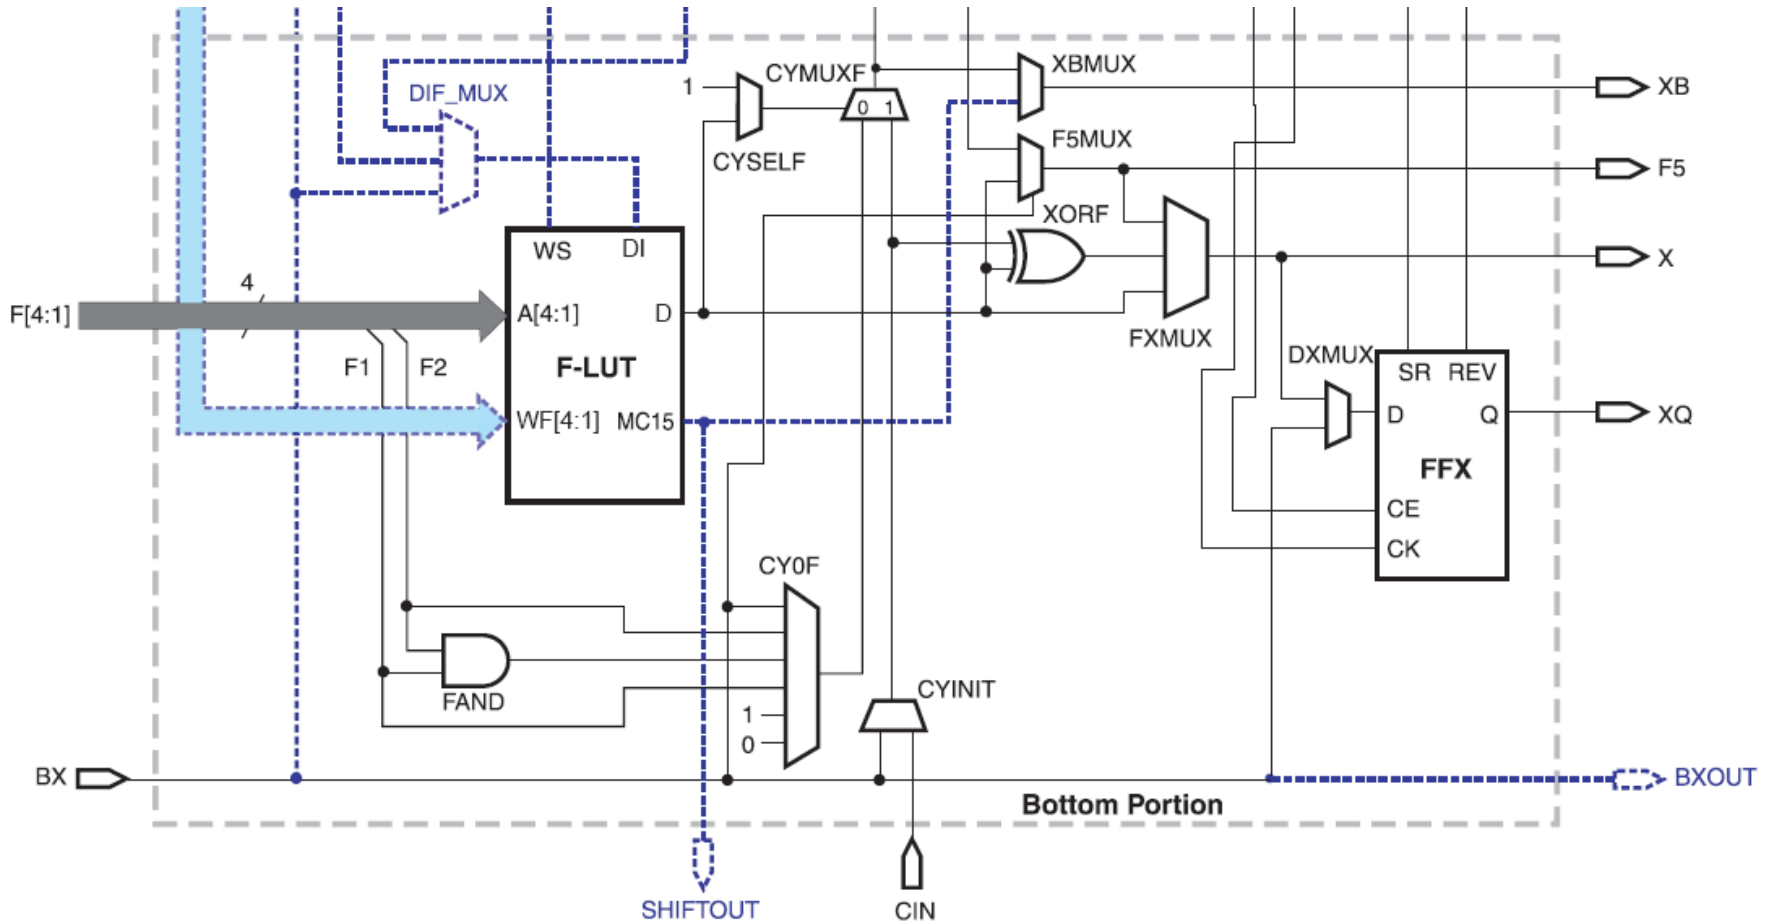 XBMUX
CYMUXF
1
XB
DIF_MUX
0 1
F5MUX
CYSELF
F5
XORF
WS DI
X
4
F[4:1]
A[4:1] D
FXMUX
DXMUX
F1 F2
F-LUT
SR REV
WF[4:1] MC15
D Q
XQ
FFX
CE
CK
CY0F
FAND
CYINIT
1
0
BX
BXOUT
Bottom Portion
SHIFTOUT
CIN